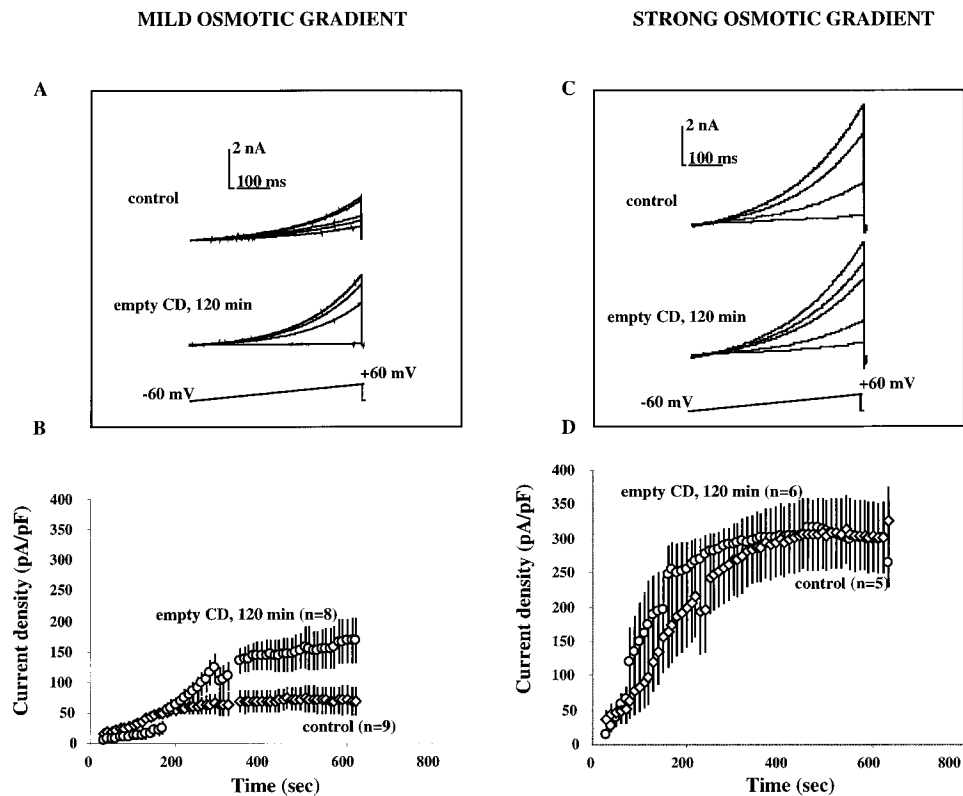 MILD OSMOTIC GRADIENT
STRONG OSMOTIC GRADIENT
A
2 nA
100 ms
control
empty CD, 120 min
-60 mV
+60 mV
C
2 nA
100 ms
control
empty CD, 120 min
-60 mV
+60 mV
B
Current density (pA/pF)
400
350
300
250
200
150
100
50
0
empty CD, 120 min (n=8)
control (n=9)
0
200
400
600
800
Time (sec)
D
Current density (pA/pF)
400
350
300
250
200
150
100
50
0
empty CD, 120 min (n=6)
control (n=5)
0
200
400
600
800
Time (sec)